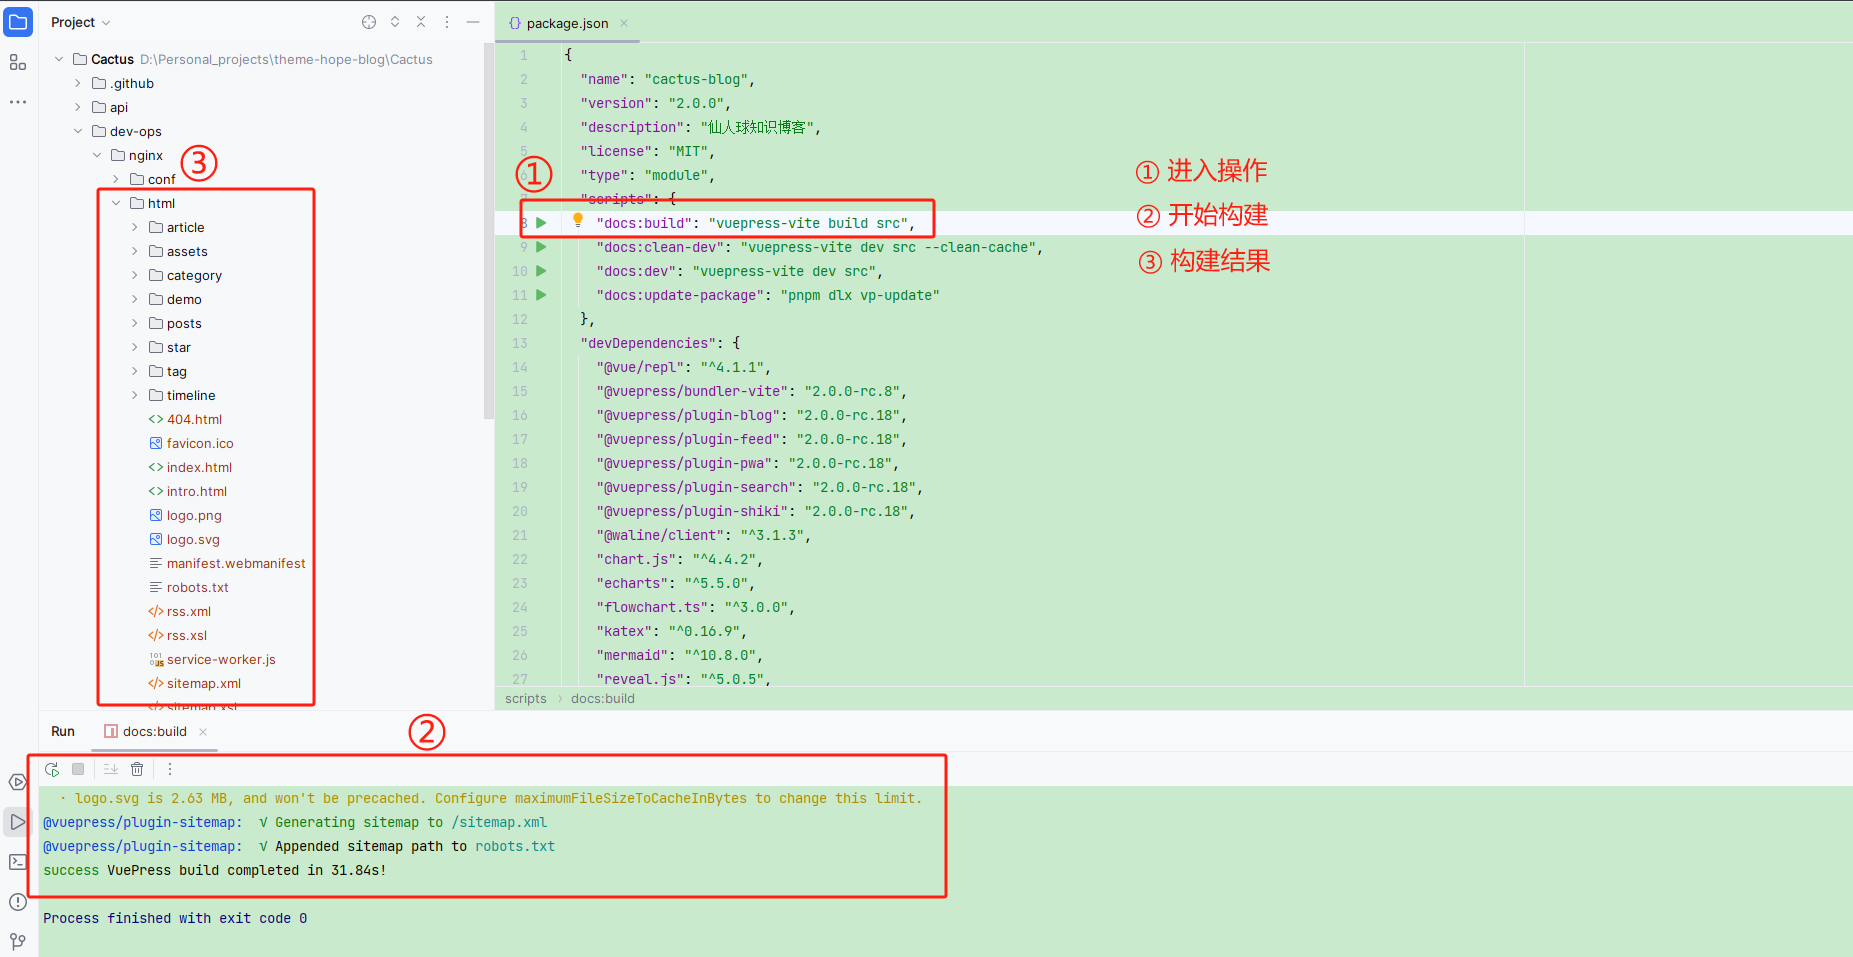 Project
Cactus D:\Personal_projects\theme-hope-blog\Cactus
.github
api
dev-ops
nginx
③
conf
html
article
assets
category
demo
posts
star
tag
timeline
404.html
favicon.ico
index.html
intro.html
logo.png
logo.svg
manifest.webmanifest
robots.txt
rss.xml
rss.xsl
service-worker.js
sitemap.xml
sitemap.xsl
package.json
1 {
2 "name": "cactus-blog",
3 "version": "2.0.0",
4 "description": "仙人球知识博客",
5 "license": "MIT",
6 "type": "module",
7 "scripts": {
8 "docs:build": "vuepress-vite build src",
9 "docs:clean-dev": "vuepress-vite dev src --clean-cache",
10 "docs:dev": "vuepress-vite dev src",
11 "docs:update-package": "pnpm dlx vp-update"
12 },
13 "devDependencies": {
14 "@vue/repl": "^4.1.1",
15 "@vuepress/bundler-vite": "2.0.0-rc.8",
16 "@vuepress/plugin-blog": "2.0.0-rc.18",
17 "@vuepress/plugin-feed": "2.0.0-rc.18",
18 "@vuepress/plugin-pwa": "2.0.0-rc.18",
19 "@vuepress/plugin-search": "2.0.0-rc.18",
20 "@vuepress/plugin-shiki": "2.0.0-rc.18",
21 "@waline/client": "^3.1.3",
22 "chart.js": "^4.4.2",
23 "echarts": "^5.5.0",
24 "flowchart.ts": "^3.0.0",
25 "katex": "^0.16.9",
26 "mermaid": "^10.8.0",
27 "reveal.js": "^5.0.5",
①
① 进入操作
② 开始构建
③ 构建结果
scripts › docs:build
Run docs:build
②
· logo.svg is 2.63 MB, and won't be precached. Configure maximumFileSizeToCacheInBytes to change this limit.
@vuepress/plugin-sitemap: √ Generating sitemap to /sitemap.xml
@vuepress/plugin-sitemap: √ Appended sitemap path to robots.txt
success VuePress build completed in 31.84s!
Process finished with exit code 0